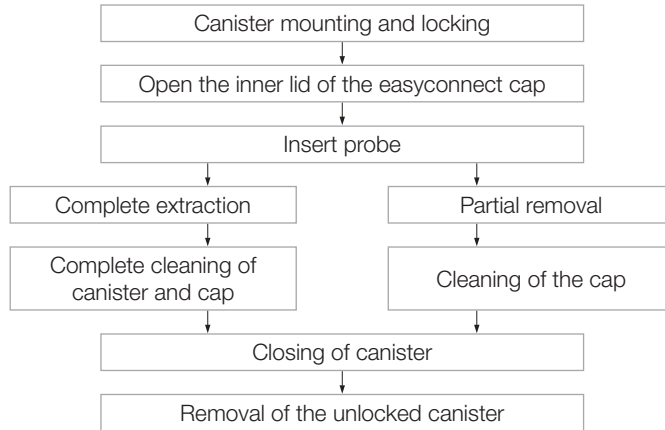 Canister mounting and locking
Open the inner lid of the easyconnect cap
Insert probe
Complete extraction
Partial removal
Complete cleaning of
canister and cap
Cleaning of the cap
Closing of canister
Removal of the unlocked canister